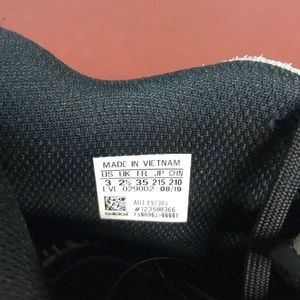 MADE IN VIETNAM
US UK FR JP CHN
3 2½ 35 215 210
LVL 029002 08/19
#123588366
adidas